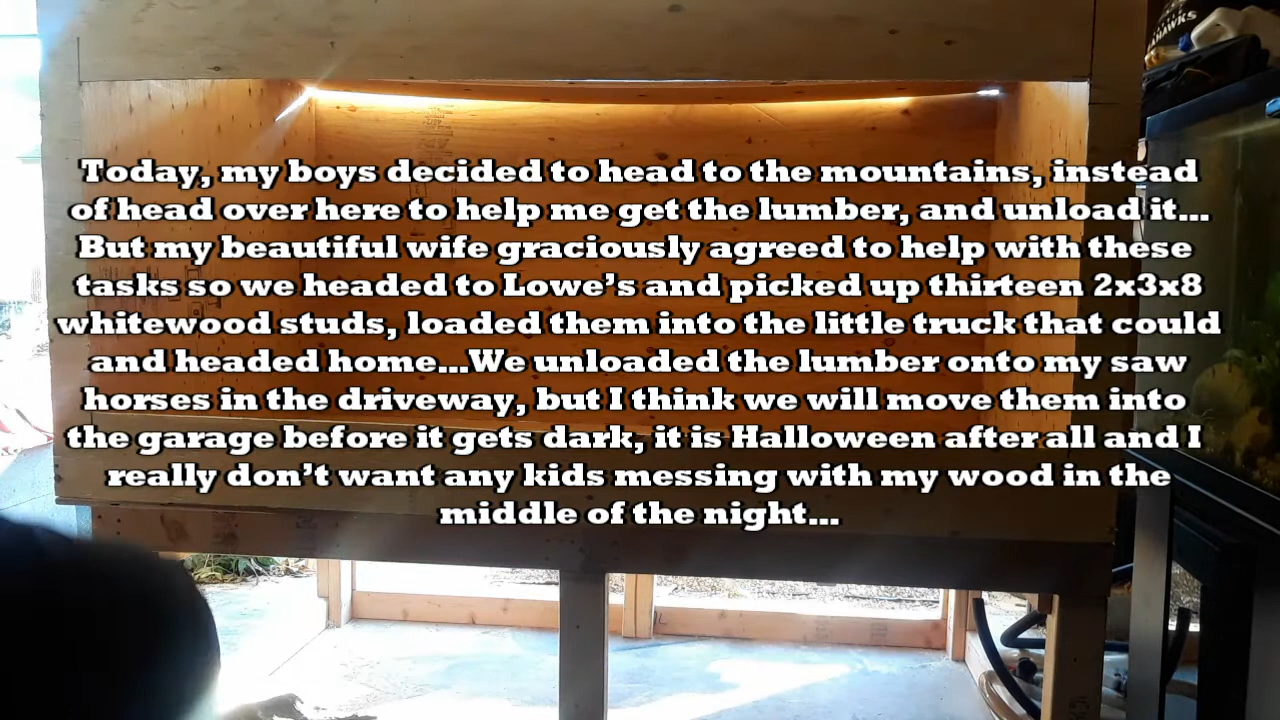 Today, my boys decided to head to the mountains, instead
of head over here to help me get the lumber, and unload it...
But my beautiful wife graciously agreed to help with these
tasks so we headed to Lowe’s and picked up thirteen 2x3x8
whitewood studs, loaded them into the little truck that could
and headed home...We unloaded the lumber onto my saw
horses in the driveway, but I think we will move them into
the garage before it gets dark, it is Halloween after all and I
really don’t want any kids messing with my wood in the
middle of the night...